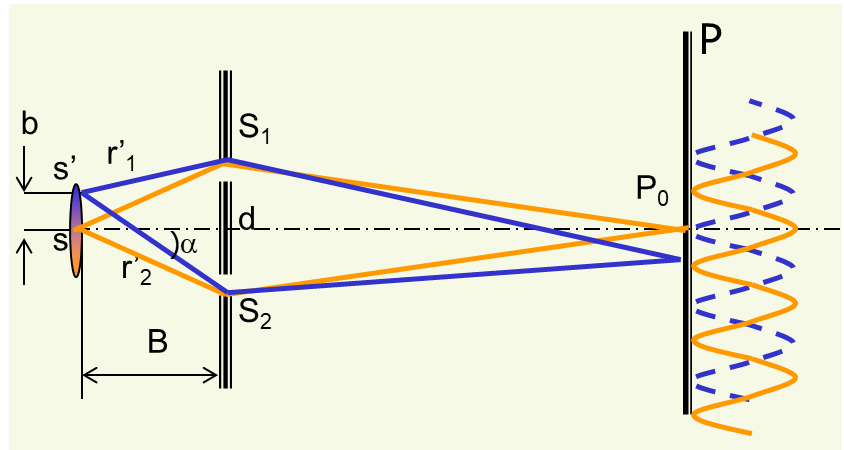 P
b
S₁
s'
r'₁
P₀
d
s
α
r'₂
S₂
B